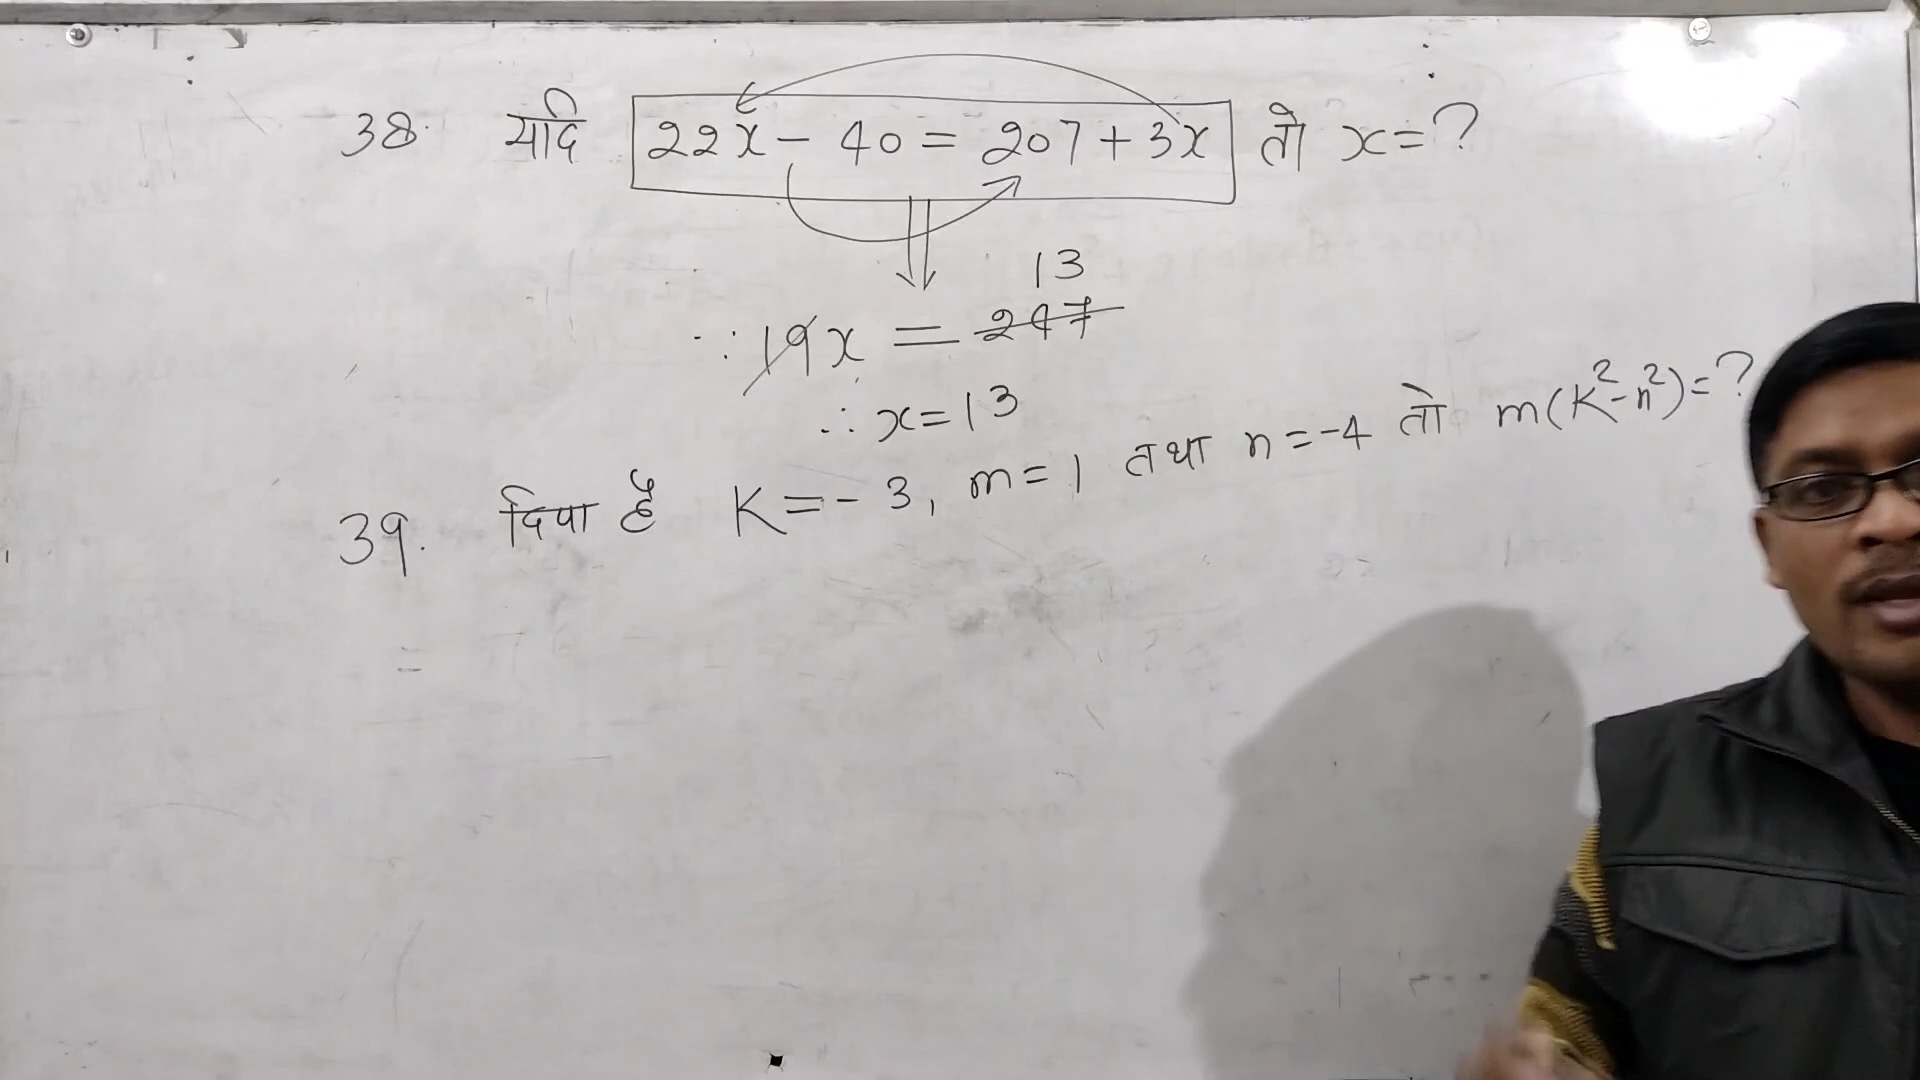 38. यदि 22x - 40 = 207 + 3x तो x = ?
13
∵ 19x = 247
∴ x = 13
39. दिया है K = - 3, m = 1 तथा n = -4 तो m(K²-n²) = ?